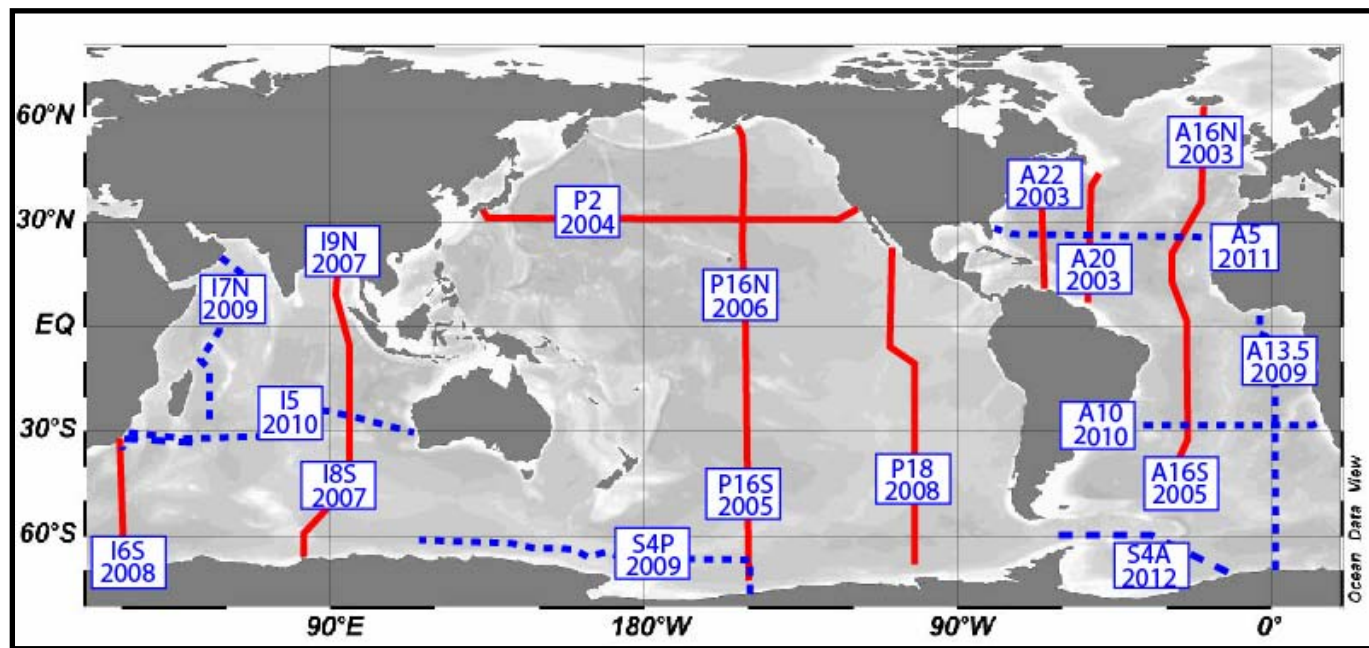 60°N
30°N
EQ
30°S
60°S
A16N
2003
A22
2003
P2
2004
I9N
2007
A5
2011
A20
2003
I7N
2009
P16N
2006
A13.5
2009
I5
2010
A10
2010
I8S
2007
P16S
2005
P18
2008
A16S
2005
I6S
2008
S4P
2009
S4A
2012
90°E
180°W
90°W
0°
Ocean Data View